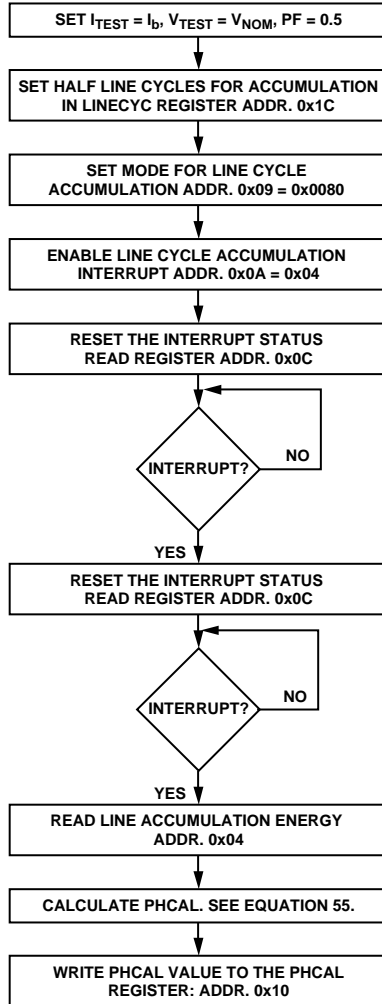 SET ITEST = Ib, VTEST = VNOM, PF = 0.5
SET HALF LINE CYCLES FOR ACCUMULATION
IN LINECYC REGISTER ADDR. 0x1C
SET MODE FOR LINE CYCLE
ACCUMULATION ADDR. 0x09 = 0x0080
ENABLE LINE CYCLE ACCUMULATION
INTERRUPT ADDR. 0x0A = 0x04
RESET THE INTERRUPT STATUS
READ REGISTER ADDR. 0x0C
INTERRUPT?
NO
YES
RESET THE INTERRUPT STATUS
READ REGISTER ADDR. 0x0C
INTERRUPT?
NO
YES
READ LINE ACCUMULATION ENERGY
ADDR. 0x04
CALCULATE PHCAL. SEE EQUATION 55.
WRITE PHCAL VALUE TO THE PHCAL
REGISTER: ADDR. 0x10